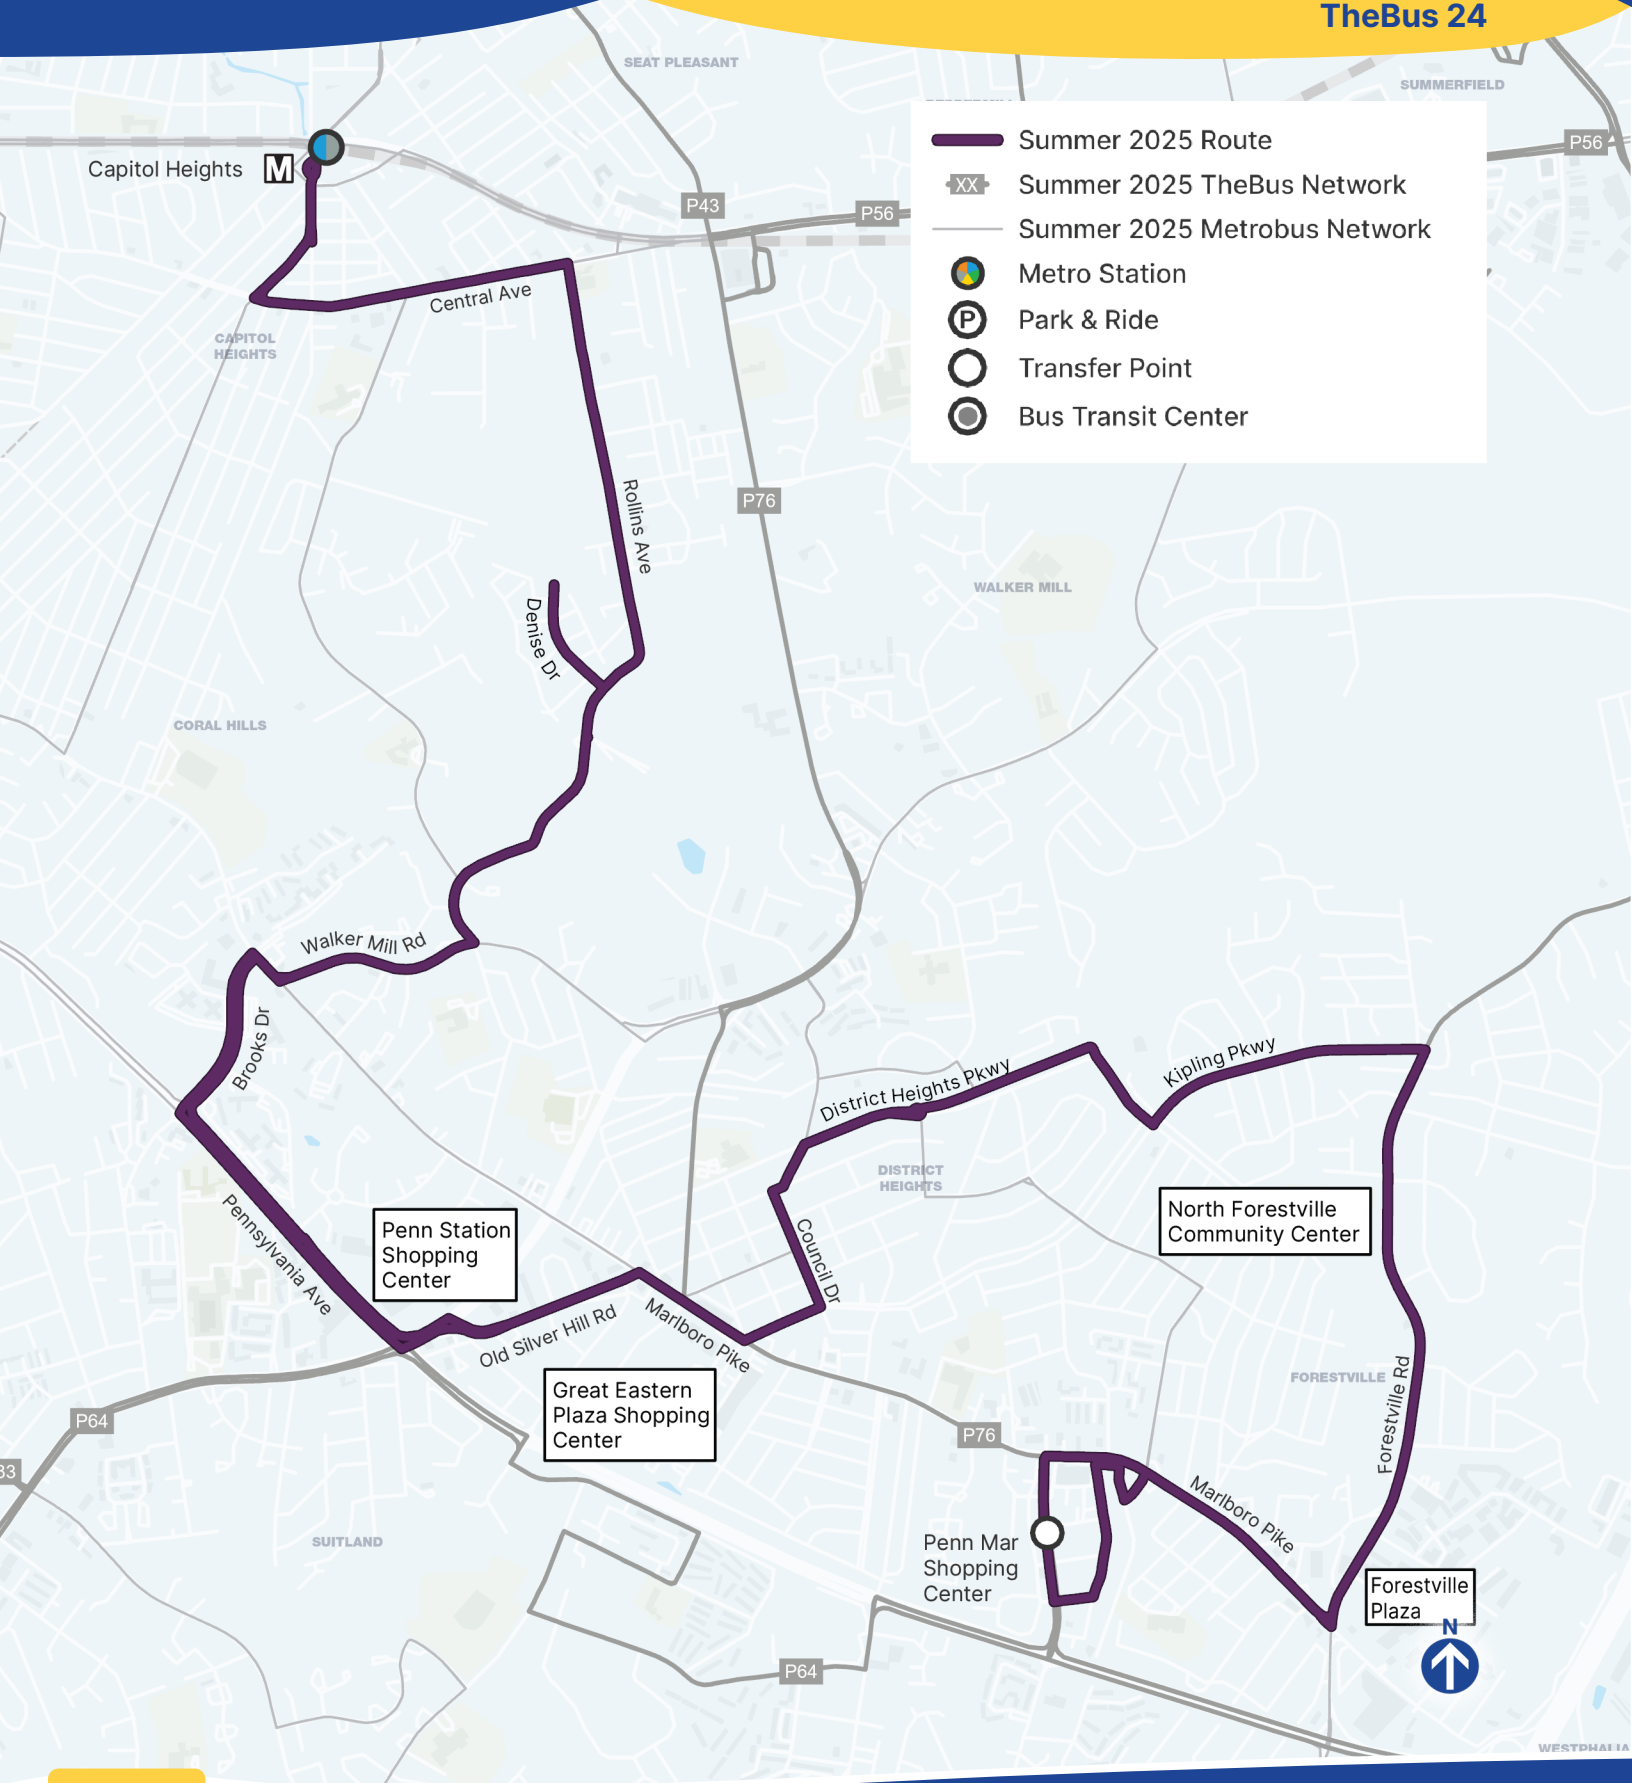 TheBus 24
SEAT PLEASANT
SUMMERFIELD
Summer 2025 Route
XX Summer 2025 TheBus Network
Summer 2025 Metrobus Network
Metro Station
P Park & Ride
Transfer Point
Bus Transit Center
P56
Capitol Heights M
P43
P56
Central Ave
CAPITOL
HEIGHTS
P76
Rollins Ave
WALKER MILL
Denise Dr
CORAL HILLS
Walker Mill Rd
Brooks Dr
District Heights Pkwy
Kipling Pkwy
DISTRICT
HEIGHTS
North Forestville
Community Center
Pennsylvania Ave
Penn Station
Shopping
Center
Council Dr
Old Silver Hill Rd
Marlboro Pike
Great Eastern
Plaza Shopping
Center
FORESTVILLE
Forestville Rd
P64
P76
33
Marlboro Pike
SUITLAND
Penn Mar
Shopping
Center
Forestville
Plaza
N
P64
WESTPHALIA